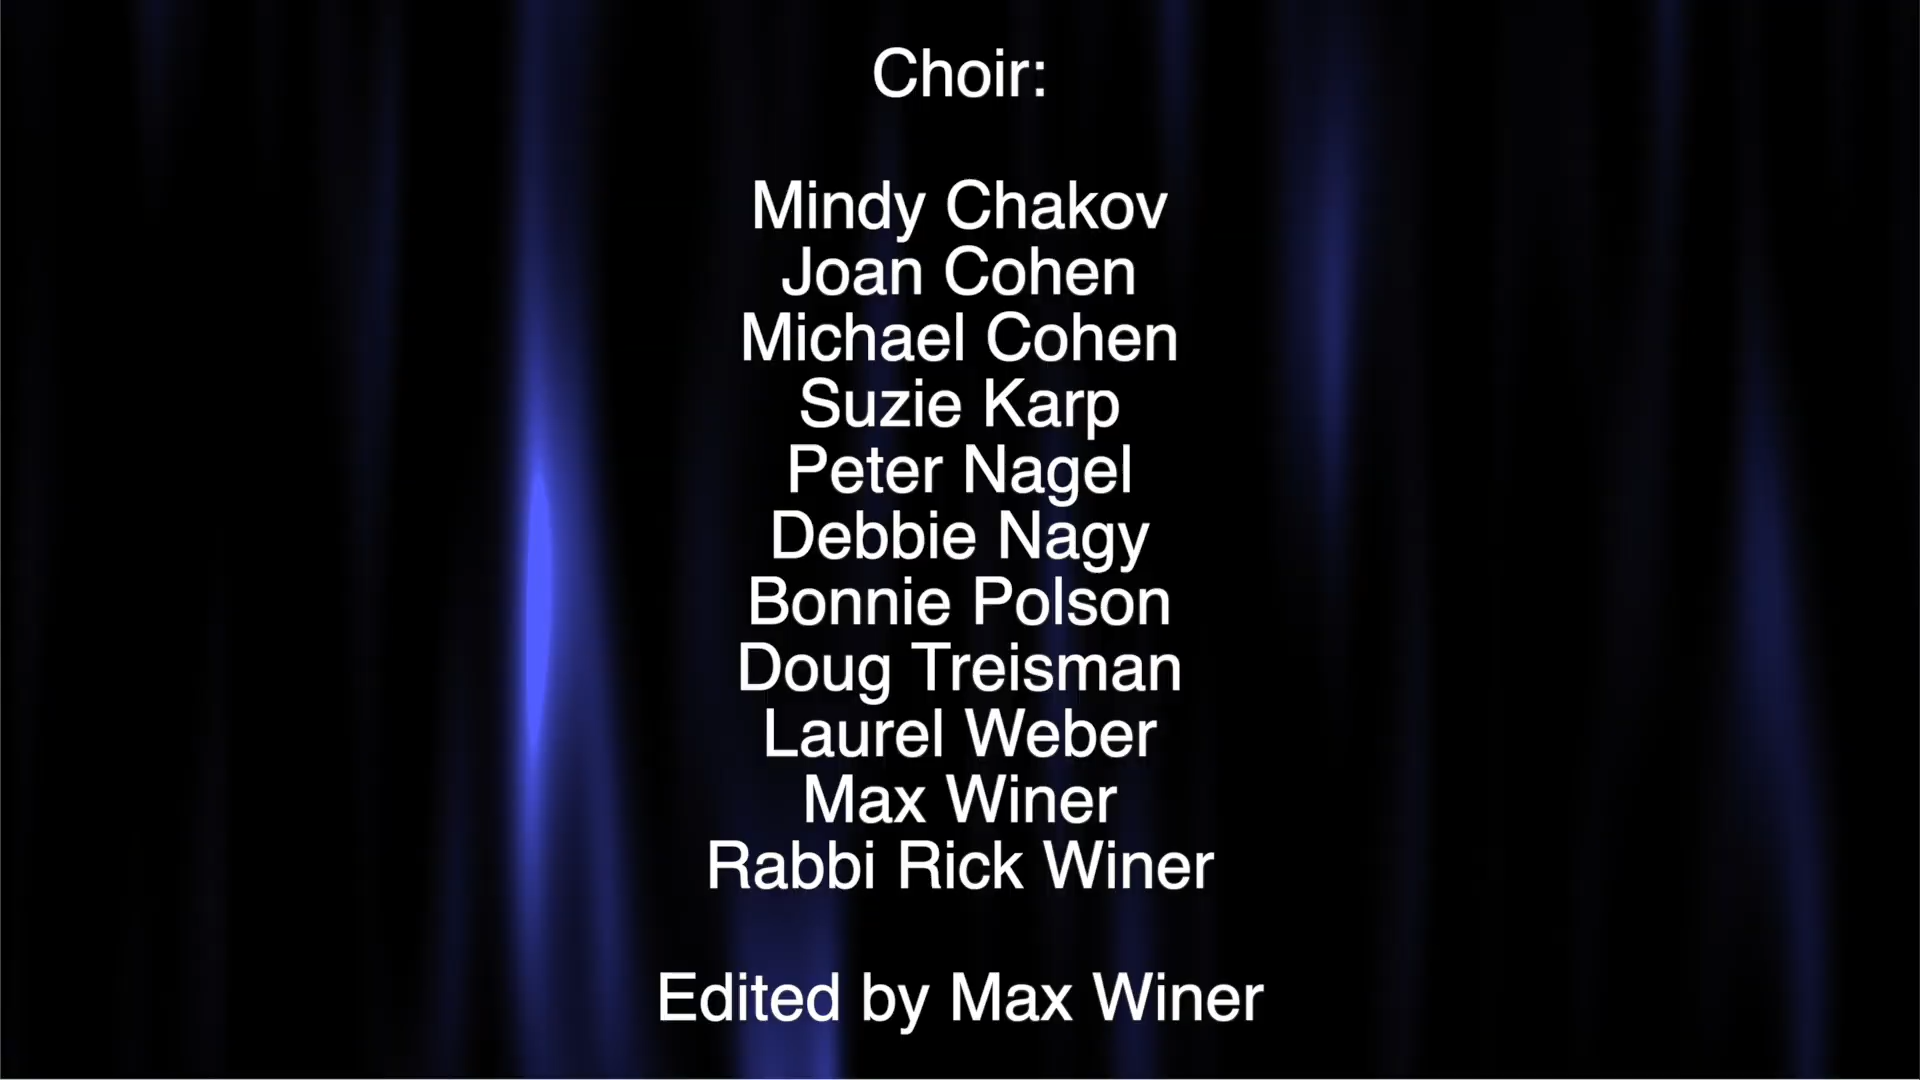 Choir:
Mindy Chakov
Joan Cohen
Michael Cohen
Suzie Karp
Peter Nagel
Debbie Nagy
Bonnie Polson
Doug Treisman
Laurel Weber
Max Winer
Rabbi Rick Winer
Edited by Max Winer